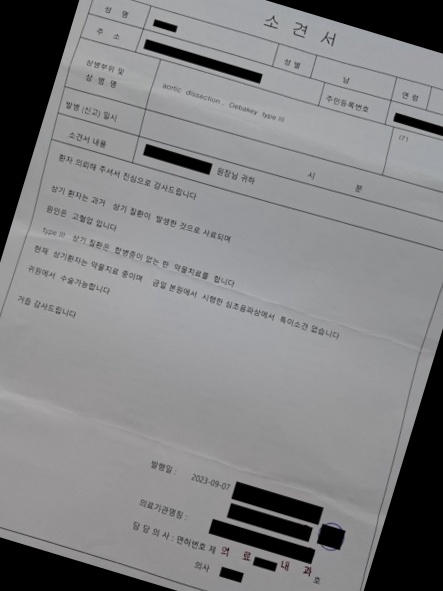 소 견 서
성 명
성 별 남 연 령
주 소
주민등록번호
상병부위 및
상 병 명
aortic dissection, Debakey type III
(71
발병 (신고) 일시
시 분
소견서 내용
원장님 귀하
환자 의뢰해 주셔서 진심으로 감사드립니다
상기 환자는 과거 상기 질환이 발생한 것으로 사료되며
원인은 고혈압 입니다
type III 상기 질환은 합병증이 없는 한 약물치료를 합니다
현재 상기환자는 약물치료 중이며 금일 본원에서 시행한 심초음파상에서 특이소견 없습니다
귀원에서 수술가능합니다
거듭 감사드립니다
발행일 : 2023-09-07
의료기관명칭 :
담 당 의 사 : 면허번호 제 호
의 료 내 과
의사